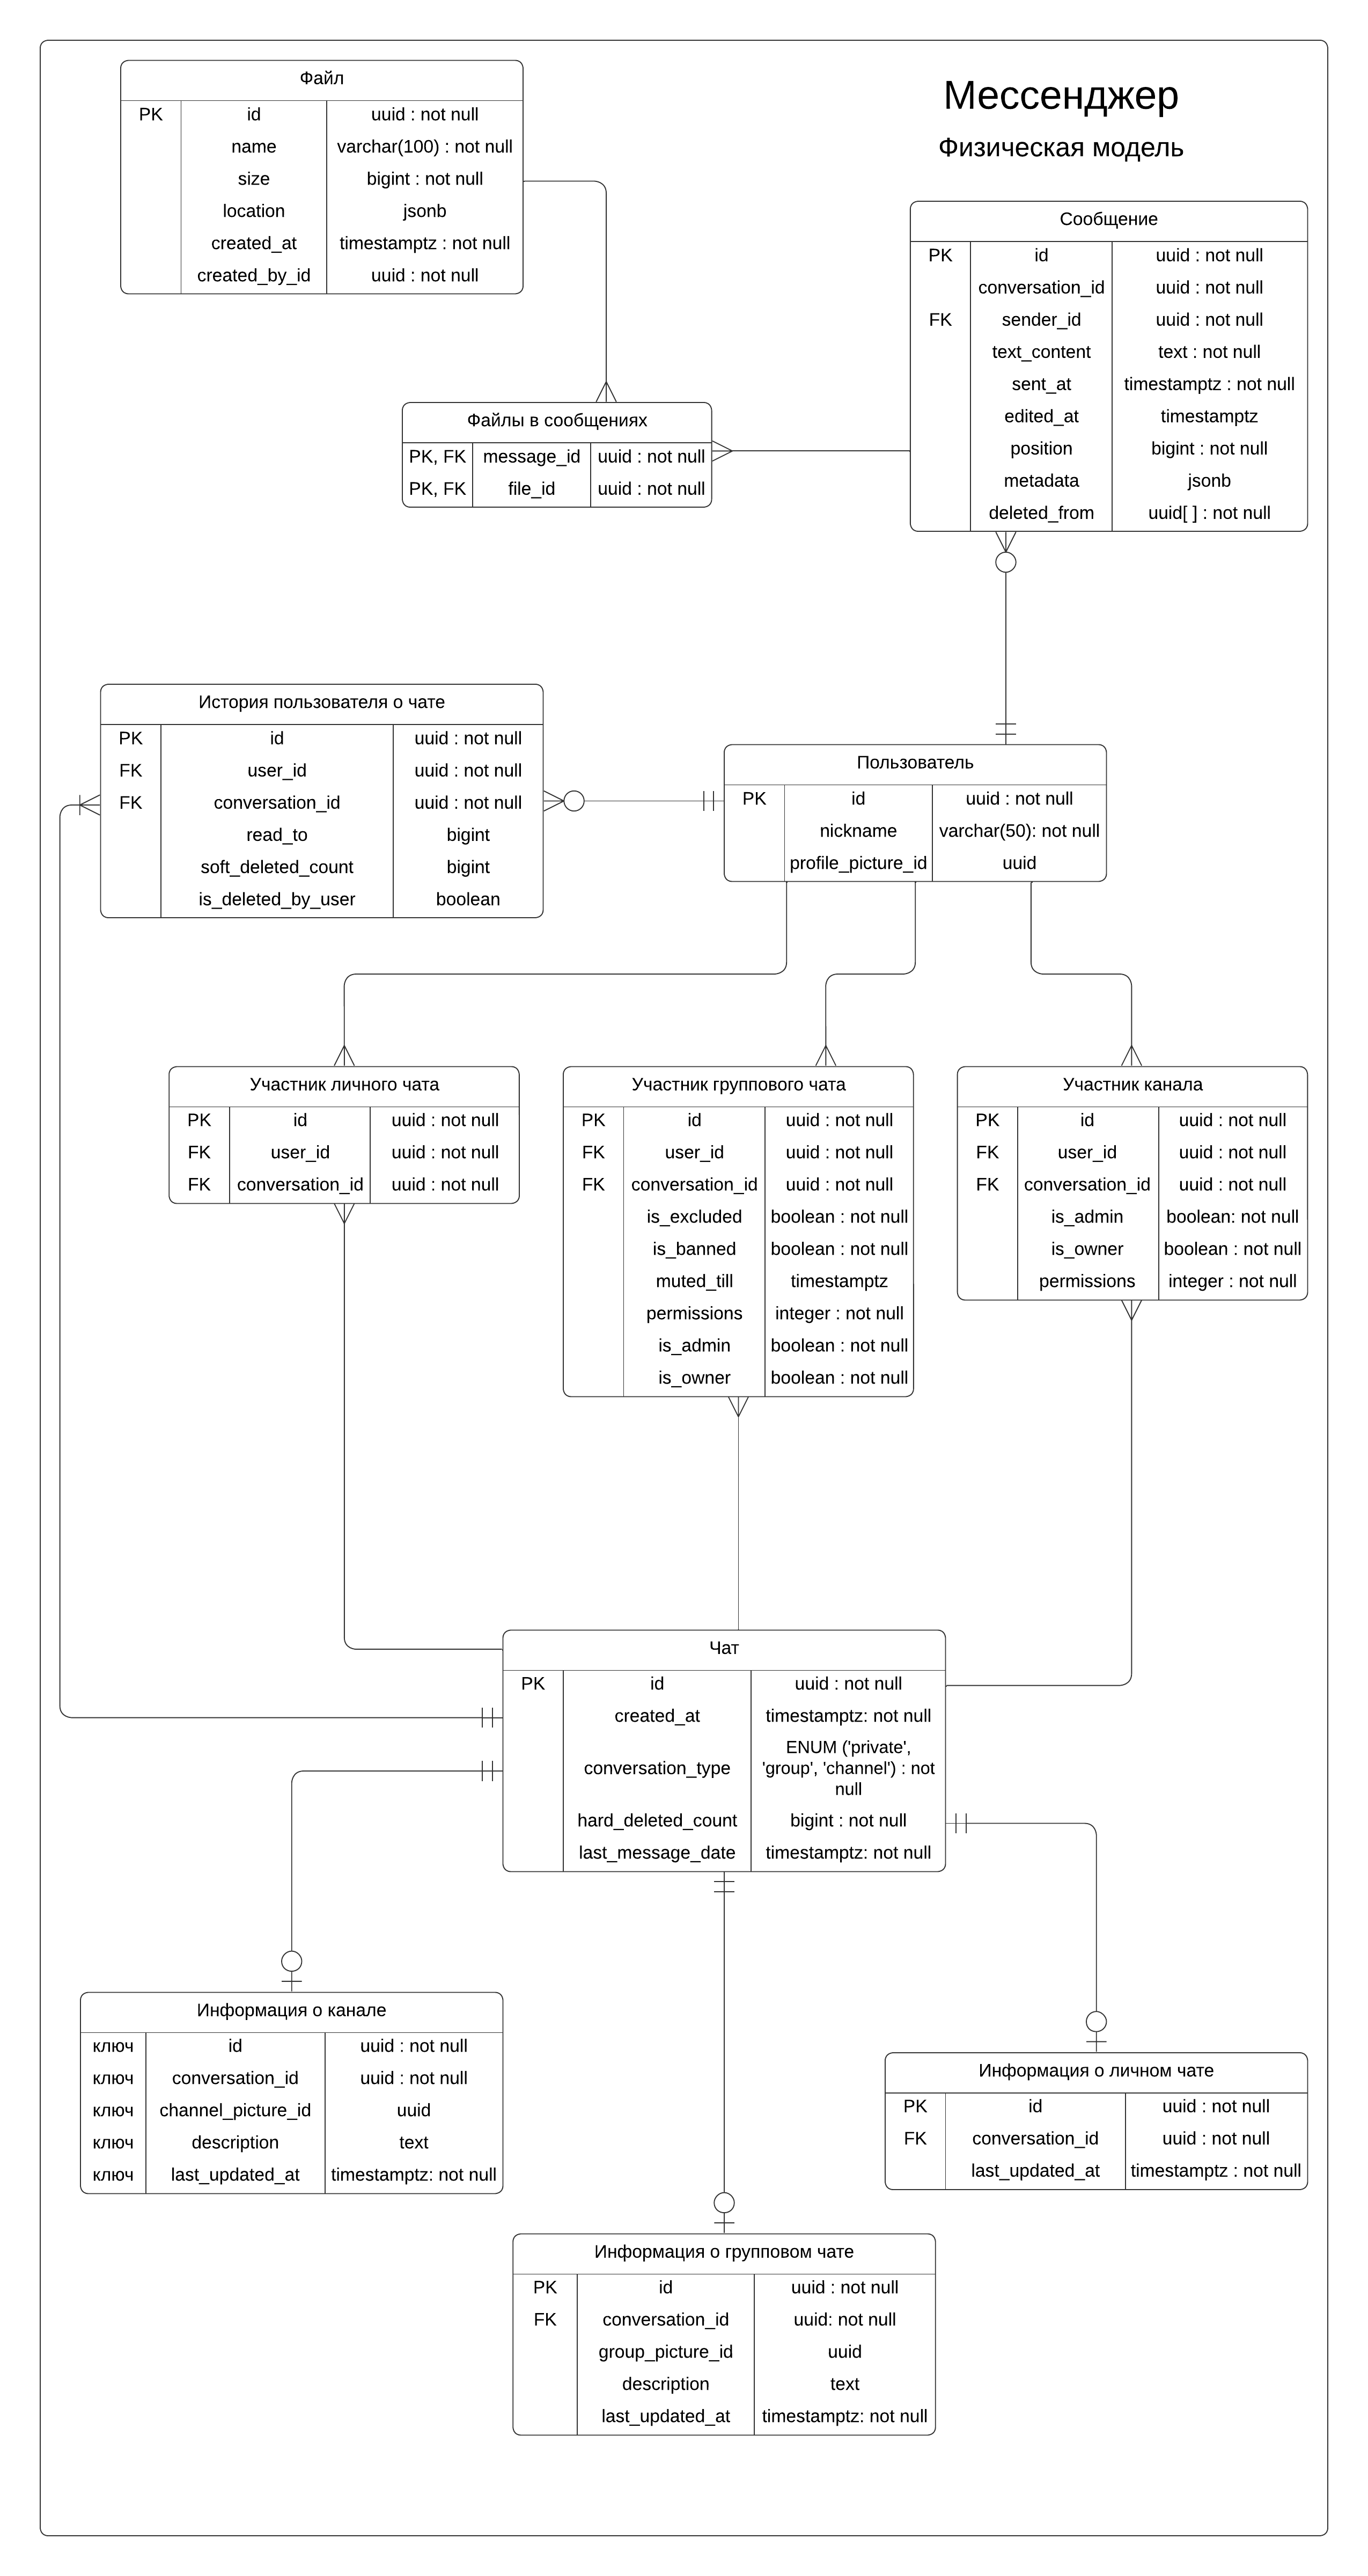 Мессенджер
Физическая модель
Файл
PK id uuid : not null
name varchar(100) : not null
size bigint : not null
location jsonb
created_at timestamptz : not null
created_by_id uuid : not null
Сообщение
PK id uuid : not null
conversation_id uuid : not null
FK sender_id uuid : not null
text_content text : not null
sent_at timestamptz : not null
edited_at timestamptz
position bigint : not null
metadata jsonb
deleted_from uuid[ ] : not null
Файлы в сообщениях
PK, FK message_id uuid : not null
PK, FK file_id uuid : not null
История пользователя о чате
PK id uuid : not null
FK user_id uuid : not null
FK conversation_id uuid : not null
read_to bigint
soft_deleted_count bigint
is_deleted_by_user boolean
Пользователь
PK id uuid : not null
nickname varchar(50): not null
profile_picture_id uuid
Участник личного чата
PK id uuid : not null
FK user_id uuid : not null
FK conversation_id uuid : not null
Участник группового чата
PK id uuid : not null
FK user_id uuid : not null
FK conversation_id uuid : not null
is_excluded boolean : not null
is_banned boolean : not null
muted_till timestamptz
permissions integer : not null
is_admin boolean : not null
is_owner boolean : not null
Участник канала
PK id uuid : not null
FK user_id uuid : not null
FK conversation_id uuid : not null
is_admin boolean: not null
is_owner boolean : not null
permissions integer : not null
Чат
PK id uuid : not null
created_at timestamptz: not null
conversation_type ENUM ('private',
'group', 'channel') : not
null
hard_deleted_count bigint : not null
last_message_date timestamptz: not null
Информация о канале
ключ id uuid : not null
ключ conversation_id uuid : not null
ключ channel_picture_id uuid
ключ description text
ключ last_updated_at timestamptz: not null
Информация о личном чате
PK id uuid : not null
FK conversation_id uuid : not null
last_updated_at timestamptz : not null
Информация о групповом чате
PK id uuid : not null
FK conversation_id uuid: not null
group_picture_id uuid
description text
last_updated_at timestamptz: not null